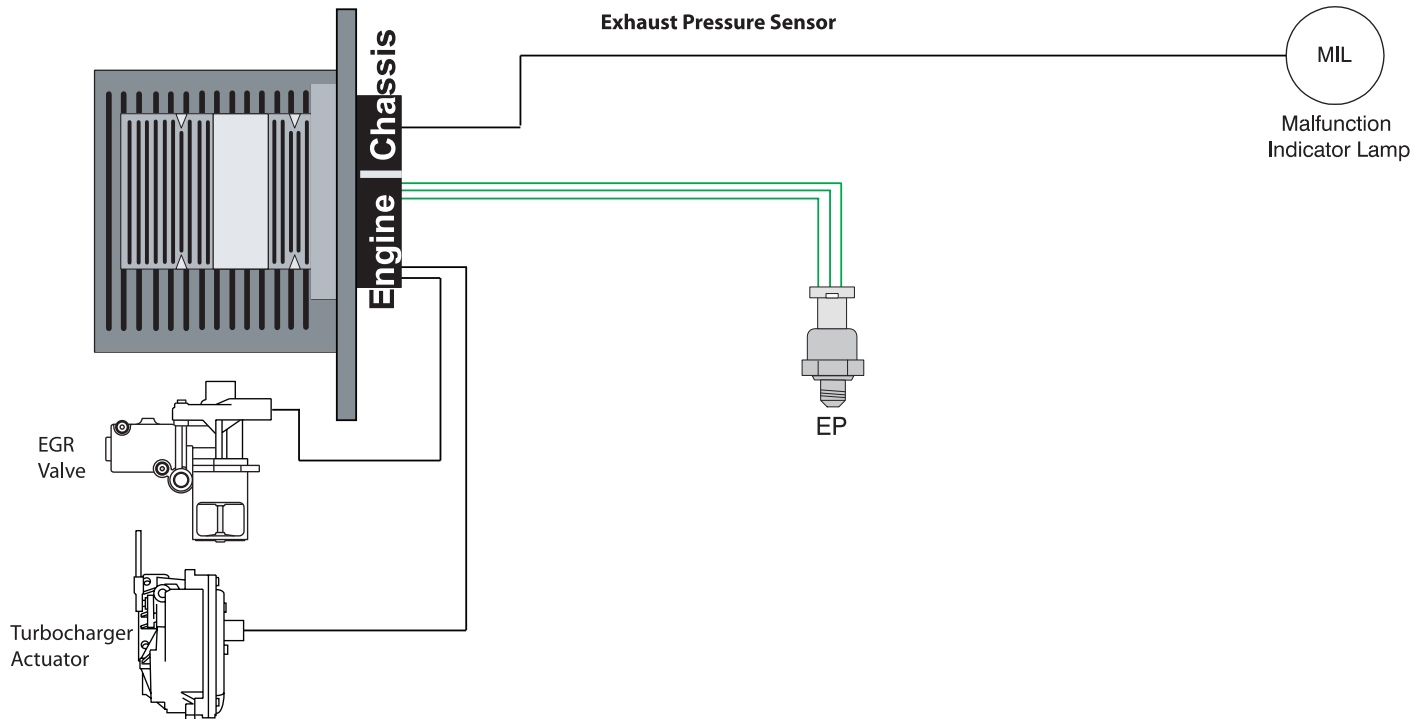 Exhaust Pressure Sensor
MIL
Malfunction
Indicator Lamp
Engine | Chassis
EP
EGR
Valve
Turbocharger
Actuator